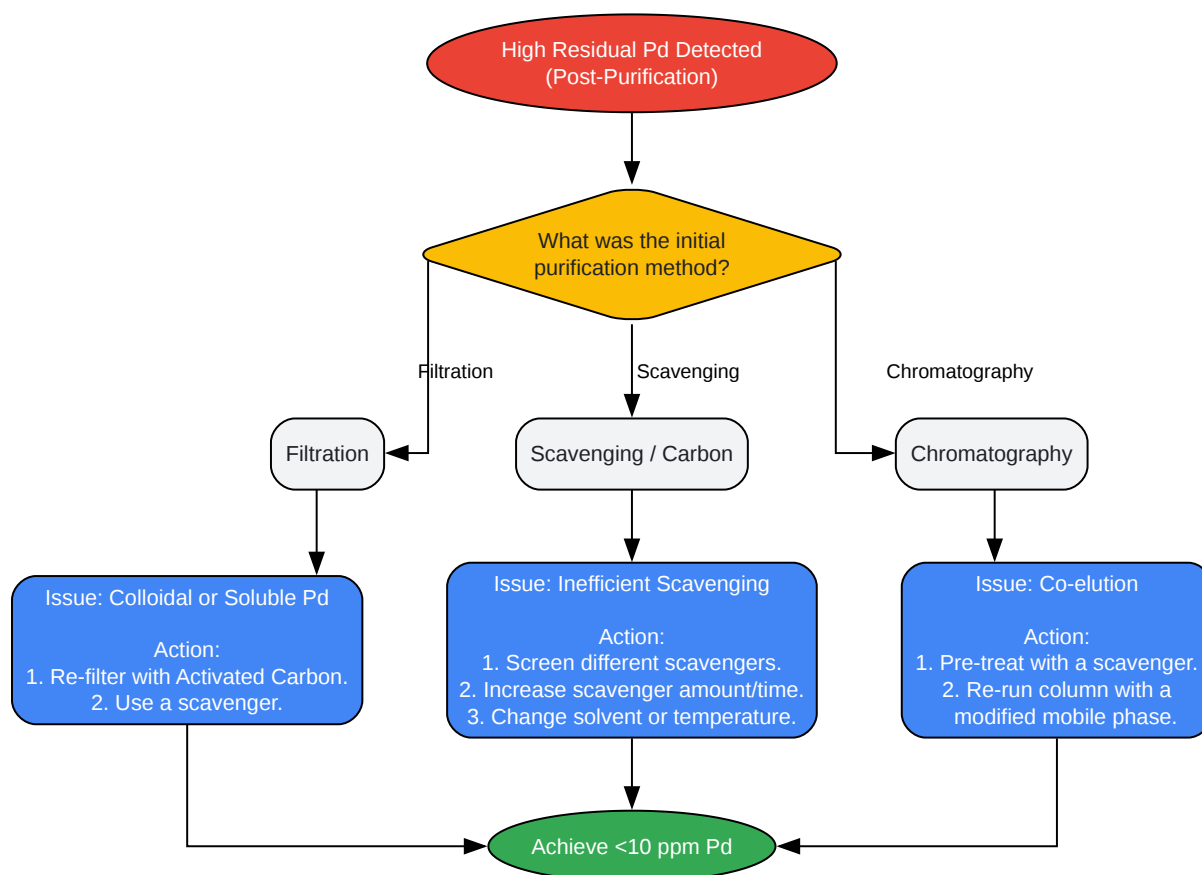 High Residual Pd Detected
(Post-Purification)
What was the initial
purification method?
Filtration
Scavenging
Chromatography
Filtration
Scavenging / Carbon
Chromatography
Issue: Colloidal or Soluble Pd
Action:
1. Re-filter with Activated Carbon.
2. Use a scavenger.
Issue: Inefficient Scavenging
Action:
1. Screen different scavengers.
2. Increase scavenger amount/time.
3. Change solvent or temperature.
Issue: Co-elution
Action:
1. Pre-treat with a scavenger.
2. Re-run column with a
modified mobile phase.
Achieve <10 ppm Pd